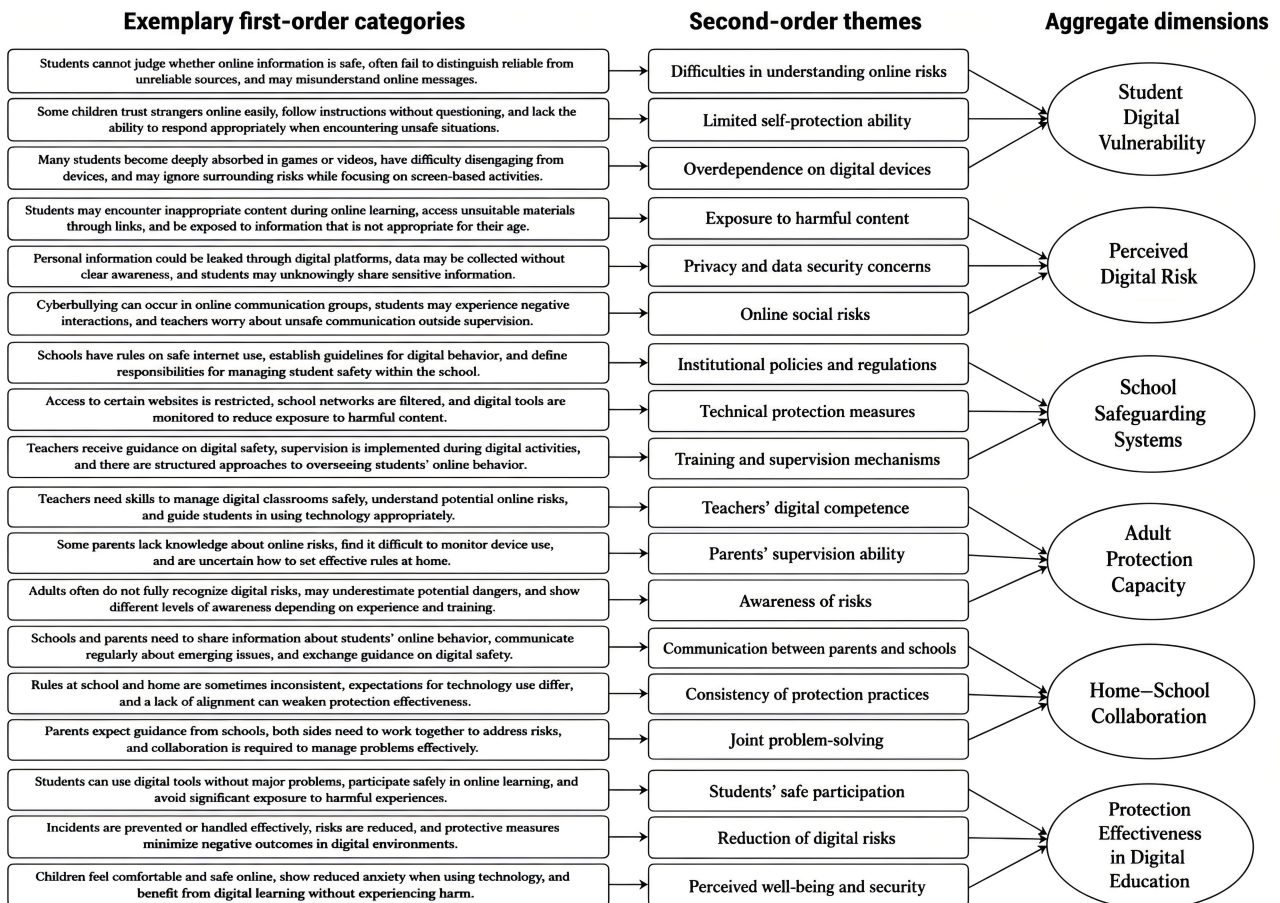 Exemplary first-order categories
Second-order themes
Aggregate dimensions
Students cannot judge whether online information is safe, often fail to distinguish reliable from
unreliable sources, and may misunderstand online messages.
Difficulties in understanding online risks
Some children trust strangers online easily, follow instructions without questioning, and lack the
ability to respond appropriately when encountering unsafe situations.
Limited self-protection ability
Many students become deeply absorbed in games or videos, have difficulty disengaging from
devices, and may ignore surrounding risks while focusing on screen-based activities.
Overdependence on digital devices
Student
Digital
Vulnerability
Students may encounter inappropriate content during online learning, access unsuitable materials
through links, and be exposed to information that is not appropriate for their age.
Exposure to harmful content
Personal information could be leaked through digital platforms, data may be collected without
clear awareness, and students may unknowingly share sensitive information.
Privacy and data security concerns
Cyberbullying can occur in online communication groups, students may experience negative
interactions, and teachers worry about unsafe communication outside supervision.
Online social risks
Perceived
Digital Risk
Schools have rules on safe internet use, establish guidelines for digital behavior, and define
responsibilities for managing student safety within the school.
Institutional policies and regulations
Access to certain websites is restricted, school networks are filtered, and digital tools are
monitored to reduce exposure to harmful content.
Technical protection measures
Teachers receive guidance on digital safety, supervision is implemented during digital activities,
and there are structured approaches to overseeing students' online behavior.
Training and supervision mechanisms
School
Safeguarding
Systems
Teachers need skills to manage digital classrooms safely, understand potential online risks,
and guide students in using technology appropriately.
Teachers' digital competence
Some parents lack knowledge about online risks, find it difficult to monitor device use,
and are uncertain how to set effective rules at home.
Parents' supervision ability
Adults often do not fully recognize digital risks, may underestimate potential dangers, and show
different levels of awareness depending on experience and training.
Awareness of risks
Adult
Protection
Capacity
Schools and parents need to share information about students' online behavior, communicate
regularly about emerging issues, and exchange guidance on digital safety.
Communication between parents and schools
Rules at school and home are sometimes inconsistent, expectations for technology use differ,
and a lack of alignment can weaken protection effectiveness.
Consistency of protection practices
Parents expect guidance from schools, both sides need to work together to address risks,
and collaboration is required to manage problems effectively.
Joint problem-solving
Home–School
Collaboration
Students can use digital tools without major problems, participate safely in online learning, and
avoid significant exposure to harmful experiences.
Students' safe participation
Incidents are prevented or handled effectively, risks are reduced, and protective measures
minimize negative outcomes in digital environments.
Reduction of digital risks
Children feel comfortable and safe online, show reduced anxiety when using technology, and
benefit from digital learning without experiencing harm.
Perceived well-being and security
Protection
Effectiveness
in Digital
Education